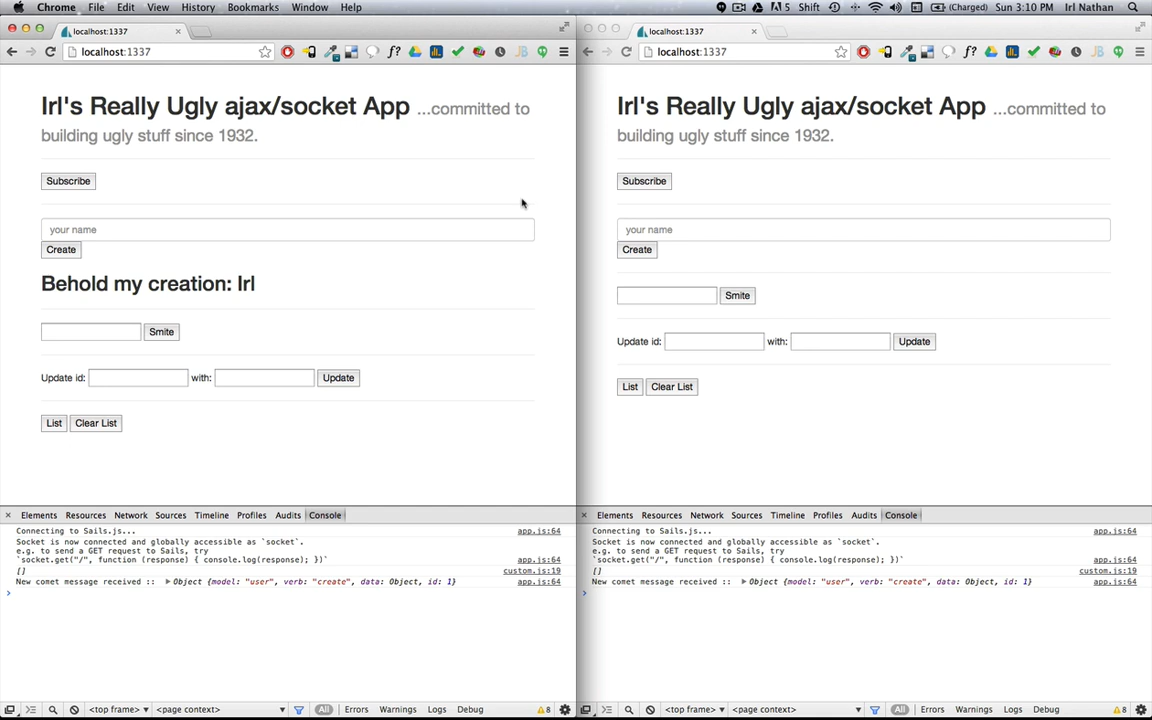 Chrome File Edit View History Bookmarks Window Help 5 Shift (Charged) Sun 3:10 PM Irl Nathan
localhost:1337
localhost:1337
Irl's Really Ugly ajax/socket App ...committed to
building ugly stuff since 1932.
Subscribe
your name
Create
Behold my creation: Irl
Smite
Update id: with: Update
List Clear List
× Elements Resources Network Sources Timeline Profiles Audits Console
Connecting to Sails.js... app.js:64
Socket is now connected and globally accessible as `socket`.
e.g. to send a GET request to Sails, try
`socket.get("/", function (response) { console.log(response); })` app.js:64
[] custom.js:19
New comet message received :: ▶ Object {model: "user", verb: "create", data: Object, id: 1} app.js:64
>
<top frame> ▼ <page context> ▼ All Errors Warnings Logs Debug 8
localhost:1337
localhost:1337
Irl's Really Ugly ajax/socket App ...committed to
building ugly stuff since 1932.
Subscribe
your name
Create
Smite
Update id: with: Update
List Clear List
× Elements Resources Network Sources Timeline Profiles Audits Console
Connecting to Sails.js... app.js:64
Socket is now connected and globally accessible as `socket`.
e.g. to send a GET request to Sails, try
`socket.get("/", function (response) { console.log(response); })` app.js:64
[] custom.js:19
New comet message received :: ▶ Object {model: "user", verb: "create", data: Object, id: 1} app.js:64
>
<top frame> ▼ <page context> ▼ All Errors Warnings Logs Debug 8